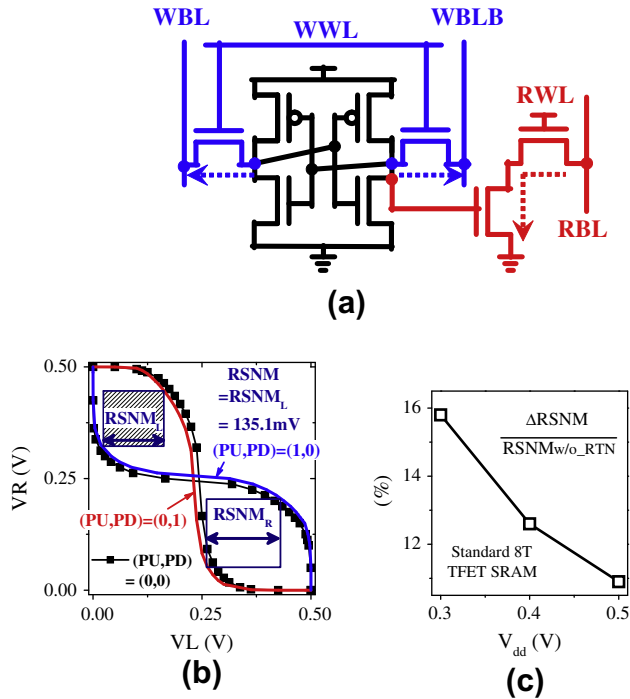 WBL WBLB
WWL
RWL
RBL
(a)
0.50
0.25
0.00
VR (V)
RSNM
=RSNML
= 135.1mV
RSNML
(PU,PD)=(1,0)
(PU,PD)=(0,1)
RSNMR
(PU,PD)
= (0,0)
0.00 0.25 0.50
VL (V)
(b)
16
14
12
(%)
ΔRSNM
RSNMw/o_RTN
Standard 8T
TFET SRAM
0.3 0.4 0.5
Vdd (V)
(c)